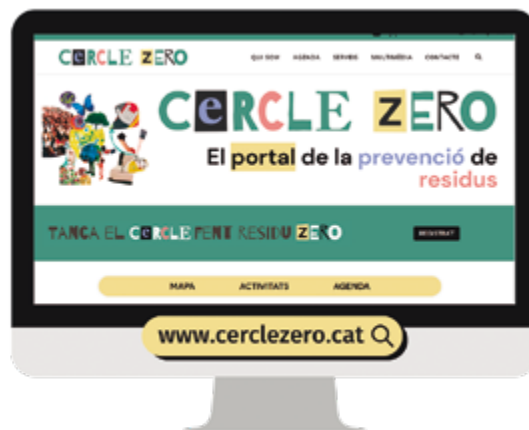 CERCLE ZERO
QUI SOM AGENDA SERVEIS MULTIMÈDIA CONTACTE
CERCLE ZERO
El portal de la prevenció de
residus
TANCA EL CERCLE FENT RESIDU ZERO
REGISTRA'T
MAPA ACTIVITATS AGENDA
www.cerclezero.cat